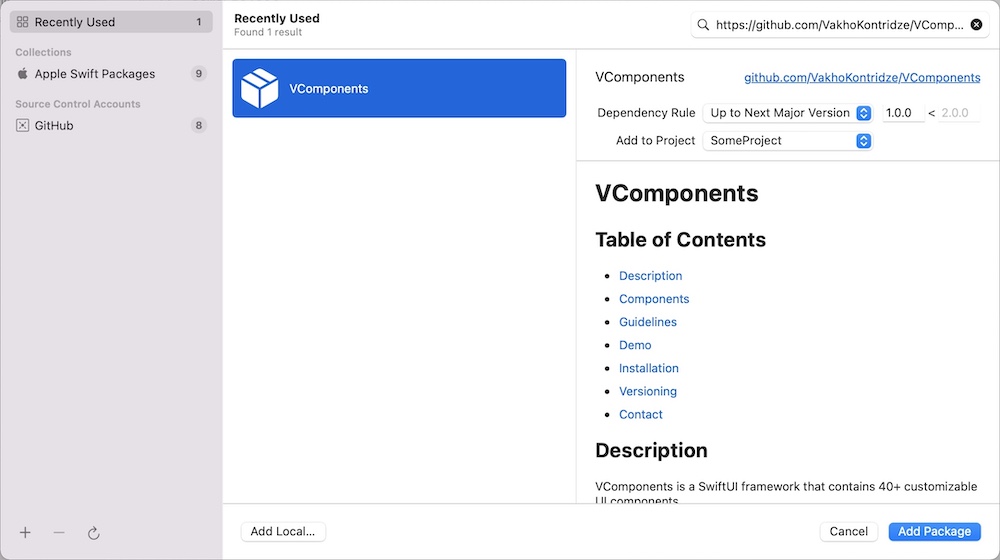 Recently Used 1
Collections
Apple Swift Packages 9
Source Control Accounts
GitHub 8
Recently Used
Found 1 result
https://github.com/VakhoKontridze/VComp...
VComponents
VComponents github.com/VakhoKontridze/VComponents
Dependency Rule Up to Next Major Version 1.0.0 < 2.0.0
Add to Project SomeProject
VComponents
Table of Contents
• Description
• Components
• Guidelines
• Demo
• Installation
• Versioning
• Contact
Description
VComponents is a SwiftUI framework that contains 40+ customizable
UI components
Add Local...
Cancel Add Package